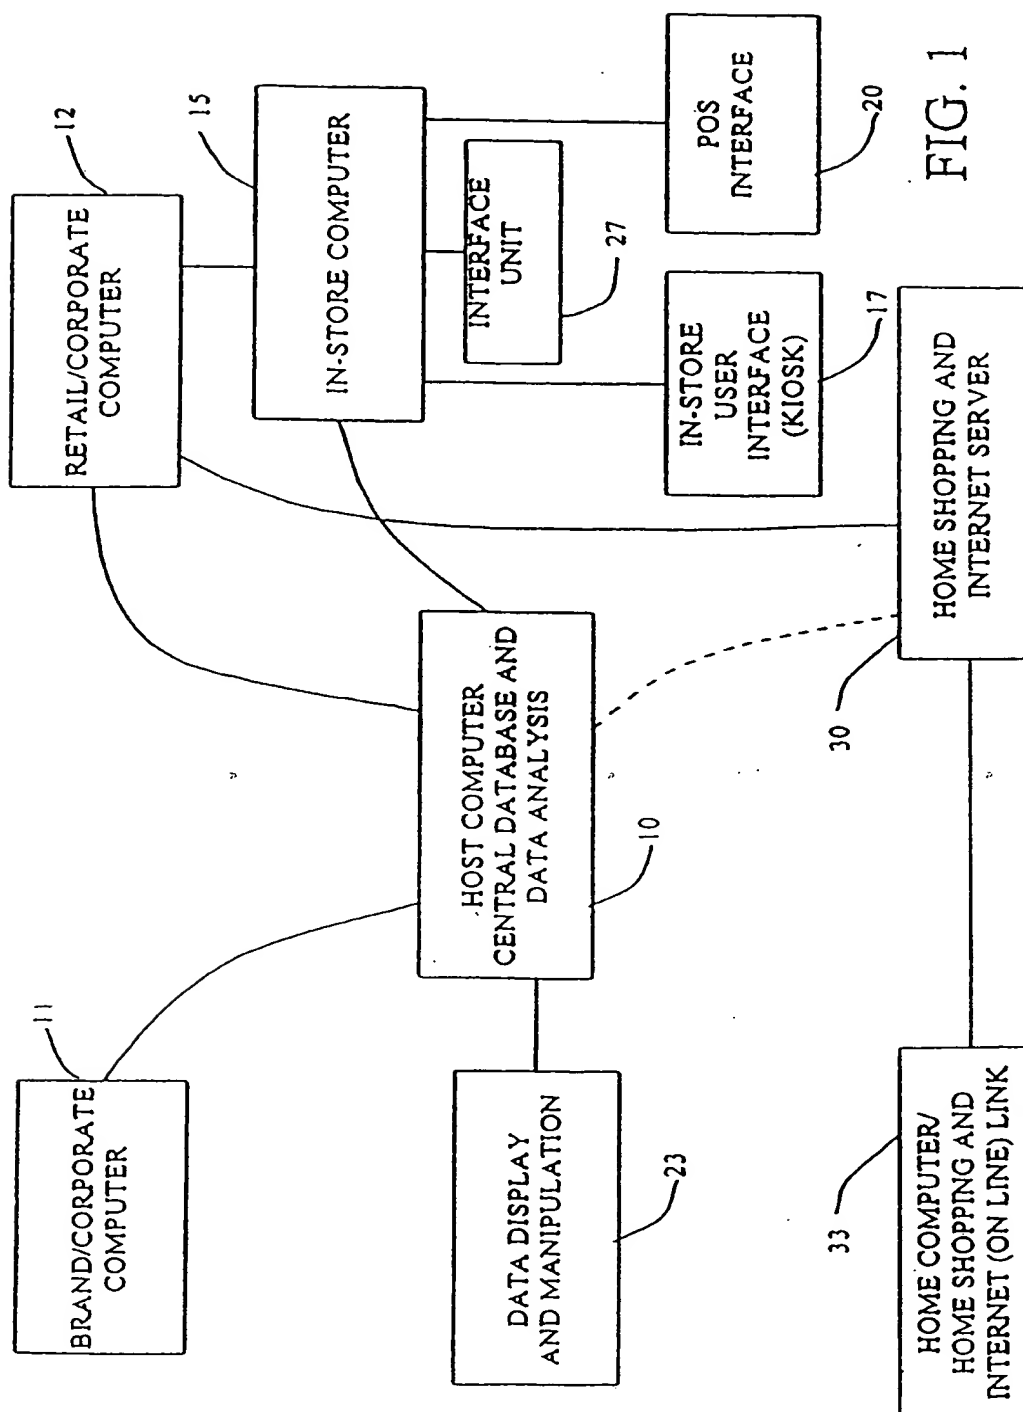 11
BRAND/CORPORATE
COMPUTER
12
RETAIL/CORPORATE
COMPUTER
15
IN-STORE COMPUTER
INTERFACE
UNIT
27
HOST COMPUTER
CENTRAL DATABASE AND
DATA ANALYSIS
10
DATA DISPLAY
AND MANIPULATION
23
IN-STORE
USER
INTERFACE
(KIOSK)
17
POS
INTERFACE
20
33
HOME COMPUTER/
HOME SHOPPING AND
INTERNET (ON LINE) LINK
30
HOME SHOPPING AND
INTERNET SERVER
FIG. 1